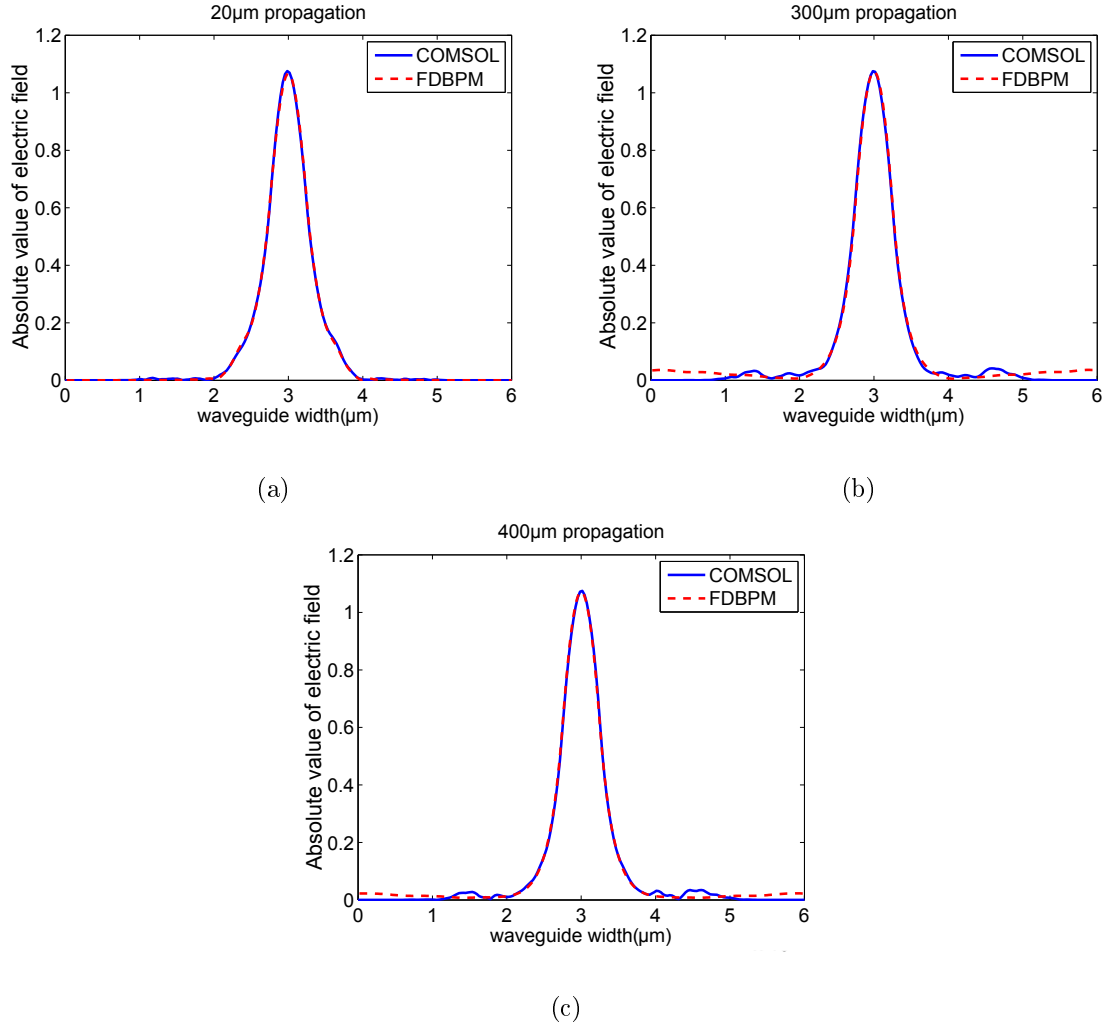 20µm propagation
1.2
1
0.8
0.6
0.4
0.2
0
Absolute value of electric field
COMSOL
FDBPM
0 1 2 3 4 5 6
waveguide width(µm)
(a)
300µm propagation
1.2
1
0.8
0.6
0.4
0.2
0
Absolute value of electric field
COMSOL
FDBPM
0 1 2 3 4 5 6
waveguide width(µm)
(b)
400µm propagation
1.2
1
0.8
0.6
0.4
0.2
0
Absolute value of electric field
COMSOL
FDBPM
0 1 2 3 4 5 6
waveguide width(µm)
(c)